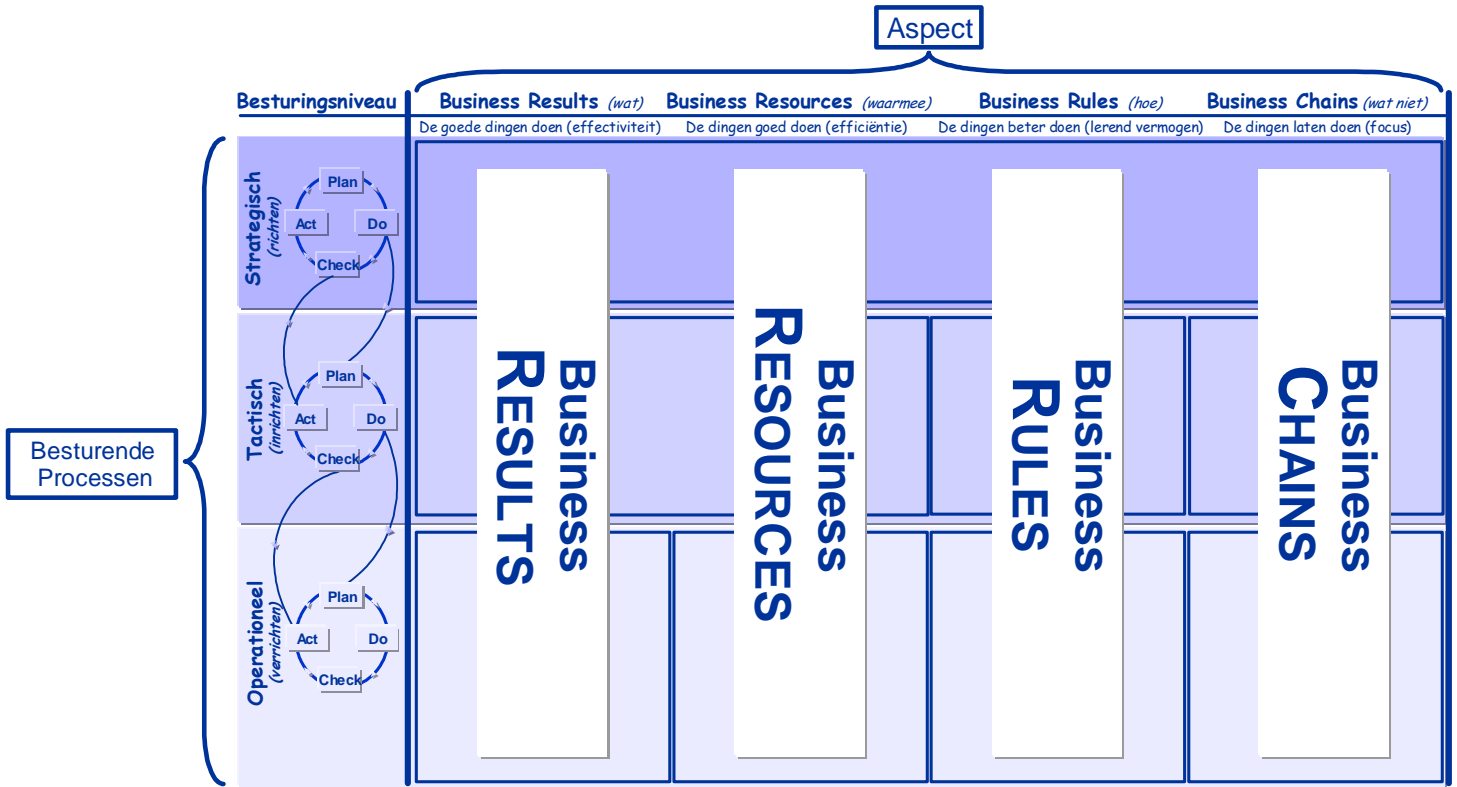 Aspect
Besturingsniveau
Business Results (wat)
Business Resources (waarmee)
Business Rules (hoe)
Business Chains (wat niet)
De goede dingen doen (effectiviteit)
De dingen goed doen (efficiëntie)
De dingen beter doen (lerend vermogen)
De dingen laten doen (focus)
Besturende
Processen
Strategisch
(richten)
Plan
Act
Do
Check
Tactisch
(inrichten)
Plan
Act
Do
Check
Operationeel
(verrichten)
Plan
Act
Do
Check
Business
RESULTS
Business
RESOURCES
Business
RULES
Business
CHAINS